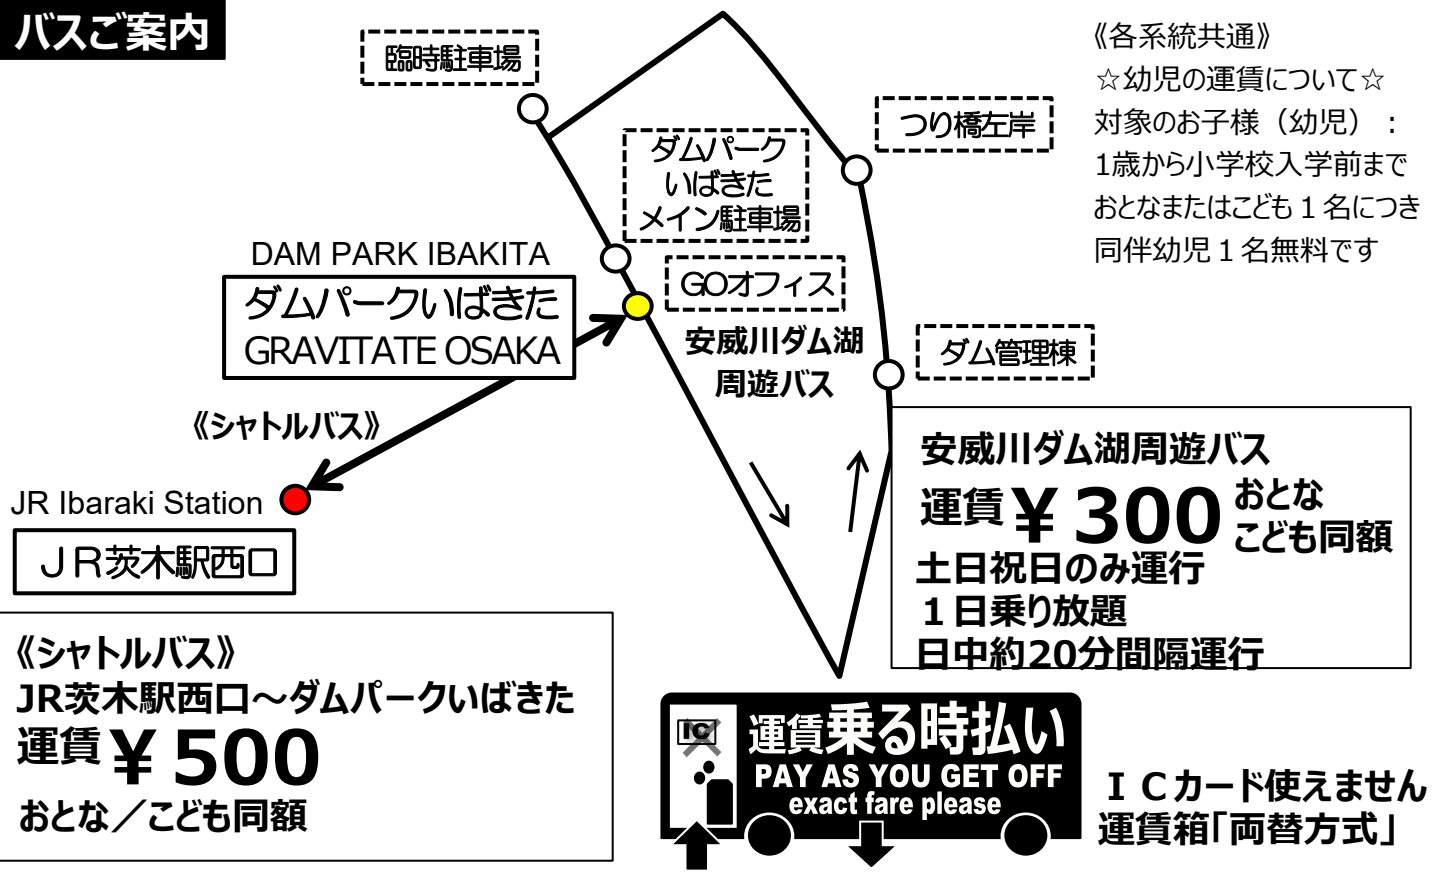 バスご案内
臨時駐車場
ダムパーク
いばきた
メイン駐車場
つり橋左岸
《各系統共通》
☆幼児の運賃について☆
対象のお子様（幼児）：
1歳から小学校入学前まで
おとなまたはこども１名につき
同伴幼児１名無料です
DAM PARK IBAKITA
ダムパークいばきた
GRAVITATE OSAKA
GOオフィス
安威川ダム湖
周遊バス
ダム管理棟
《シャトルバス》
JR Ibaraki Station
ＪＲ茨木駅西口
安威川ダム湖周遊バス
運賃￥300 おとな
こども同額
土日祝日のみ運行
１日乗り放題
日中約20分間隔運行
《シャトルバス》
JR茨木駅西口～ダムパークいばきた
運賃￥500
おとな／こども同額
IC
運賃乗る時払い
PAY AS YOU GET OFF
exact fare please
ＩＣカード使えません
運賃箱「両替方式」